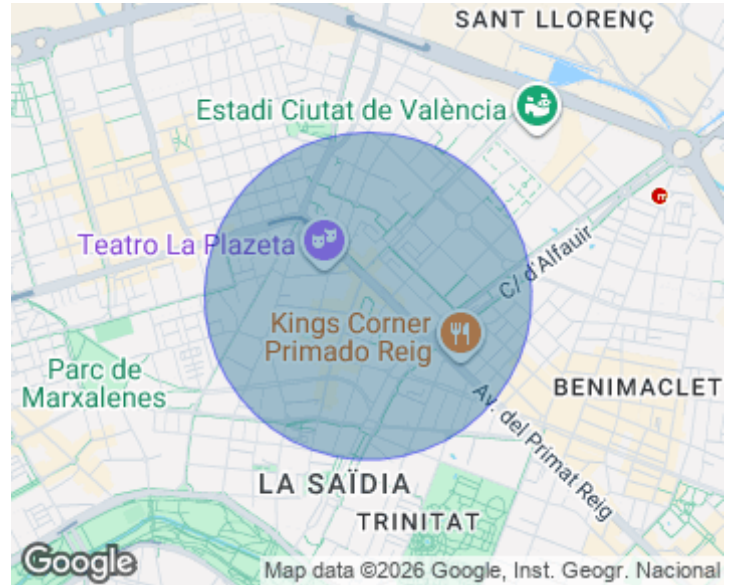 SANT LLORENÇ
Estadi Ciutat de València
Teatro La Plazeta
C/ d'Alfauir
Kings Corner
Primado Reig
Parc de
Marxalenes
BENIMACLET
Av. del Primat Reig
LA SAÏDIA
TRINITAT
Google
Map data ©2026 Google, Inst. Geogr. Nacional